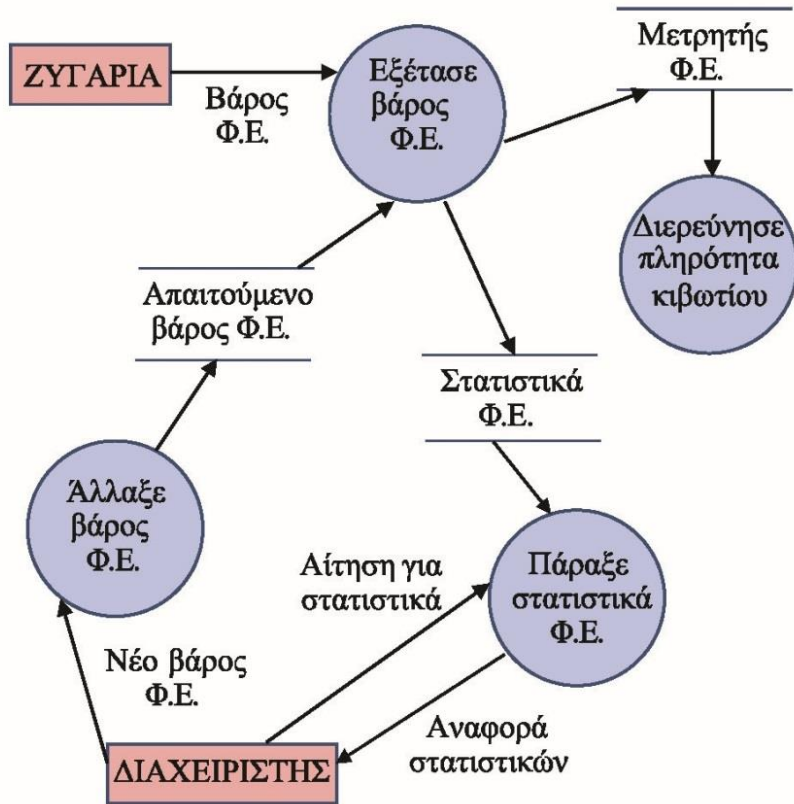 ΖΥΓΑΡΙΑ
Βάρος
Φ.Ε.
Εξέτασε
βάρος
Φ.Ε.
Μετρητής
Φ.Ε.
Διερεύνησε
πληρότητα
κιβωτίου
Απαιτούμενο
βάρος Φ.Ε.
Στατιστικά
Φ.Ε.
Άλλαξε
βάρος
Φ.Ε.
Αίτηση για
στατιστικά
Πάραξε
στατιστικά
Φ.Ε.
Νέο βάρος
Φ.Ε.
ΔΙΑΧΕΙΡΙΣΤΗΣ
Αναφορά
στατιστικών